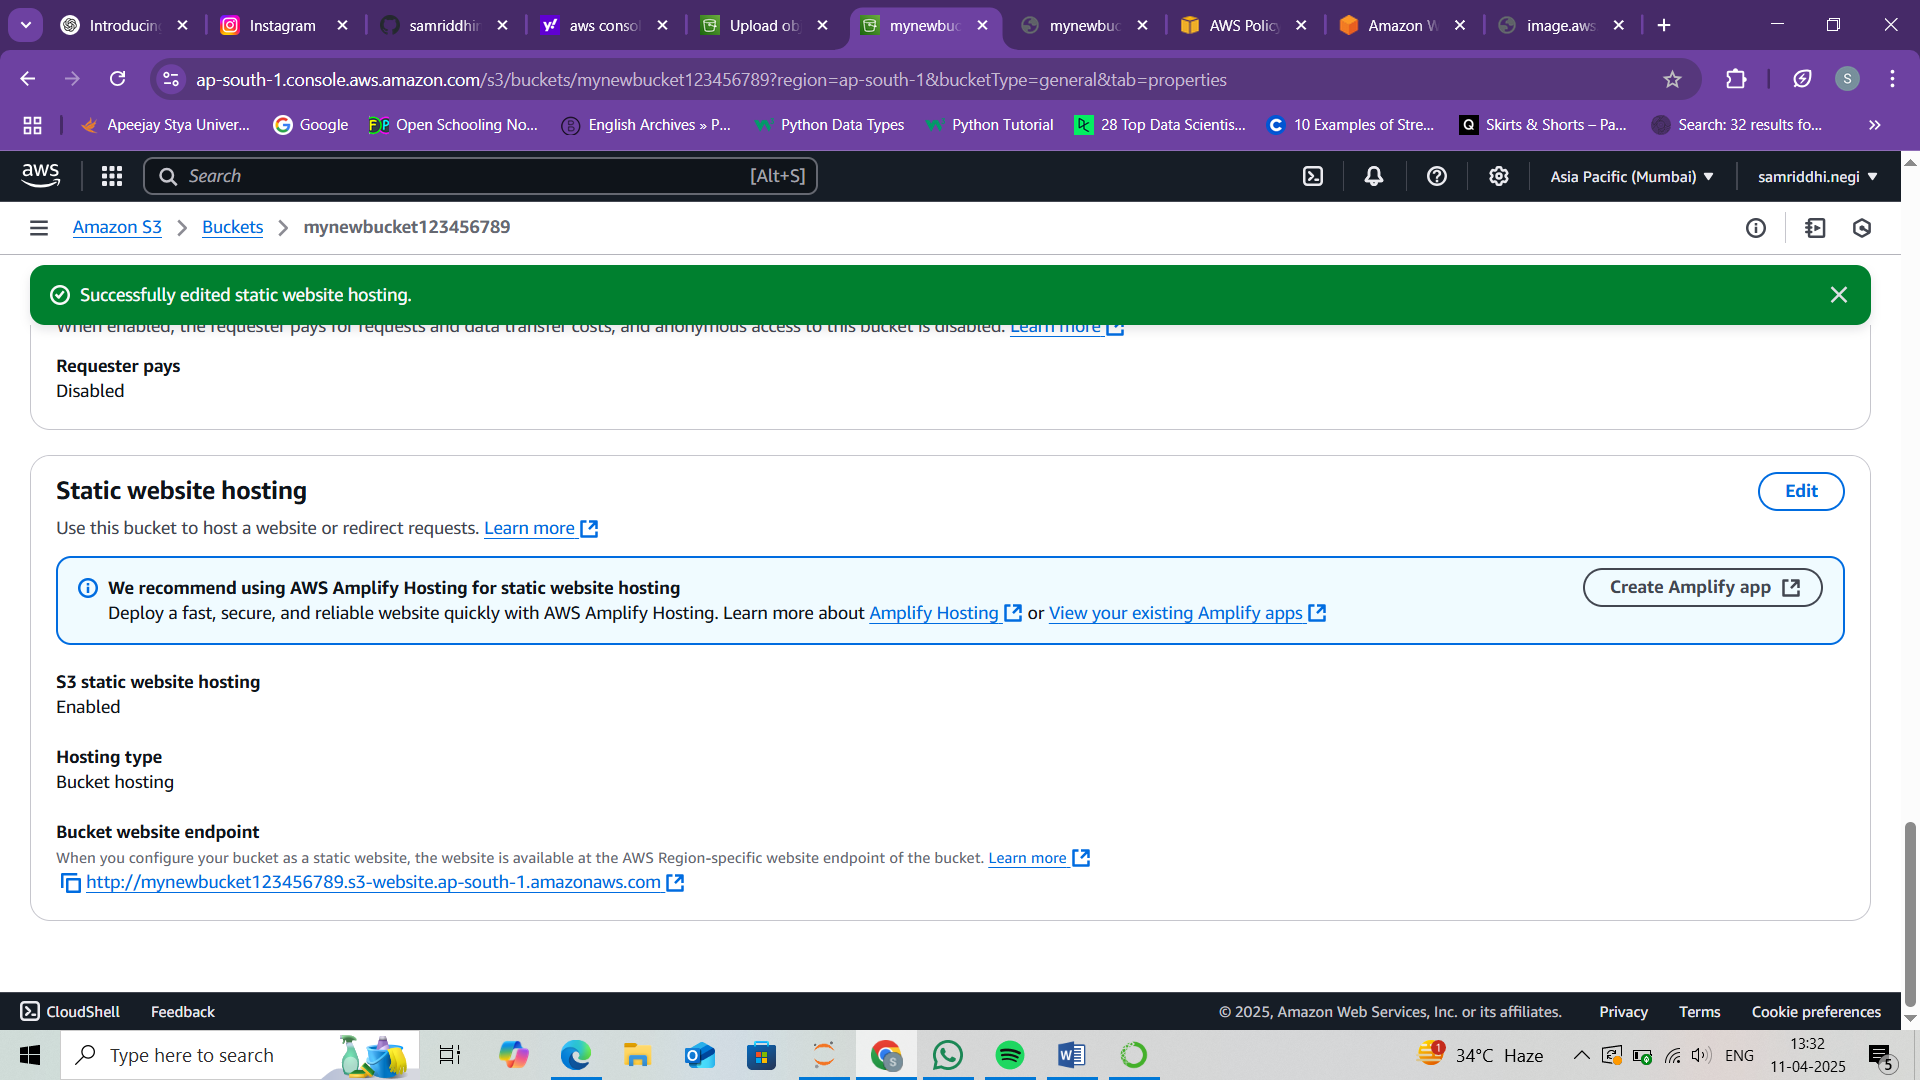 Introducin
Instagram
samriddhin
aws conso
Upload ob
mynewbuc
mynewbuc
AWS Policy
Amazon W
image.aws
ap-south-1.console.aws.amazon.com/s3/buckets/mynewbucket123456789?region=ap-south-1&bucketType=general&tab=properties
S
Apeejay Stya Univer...
Google
Open Schooling No...
English Archives » P...
Python Data Types
Python Tutorial
28 Top Data Scientis...
10 Examples of Stre...
Skirts & Shorts – Pa...
Search: 32 results fo...
aws
Search
[Alt+S]
Asia Pacific (Mumbai)
samriddhi.negi
Amazon S3
Buckets
mynewbucket123456789
Successfully edited static website hosting.
When enabled, the requester pays for requests and data transfer costs, and anonymous access to this bucket is disabled. Learn more
Requester pays
Disabled
Static website hosting
Edit
Use this bucket to host a website or redirect requests. Learn more
We recommend using AWS Amplify Hosting for static website hosting
Create Amplify app
Deploy a fast, secure, and reliable website quickly with AWS Amplify Hosting. Learn more about Amplify Hosting or View your existing Amplify apps
S3 static website hosting
Enabled
Hosting type
Bucket hosting
Bucket website endpoint
When you configure your bucket as a static website, the website is available at the AWS Region-specific website endpoint of the bucket. Learn more
http://mynewbucket123456789.s3-website.ap-south-1.amazonaws.com
CloudShell
Feedback
© 2025, Amazon Web Services, Inc. or its affiliates.
Privacy
Terms
Cookie preferences
Type here to search
1
34°C Haze
ENG
13:32
11-04-2025
5